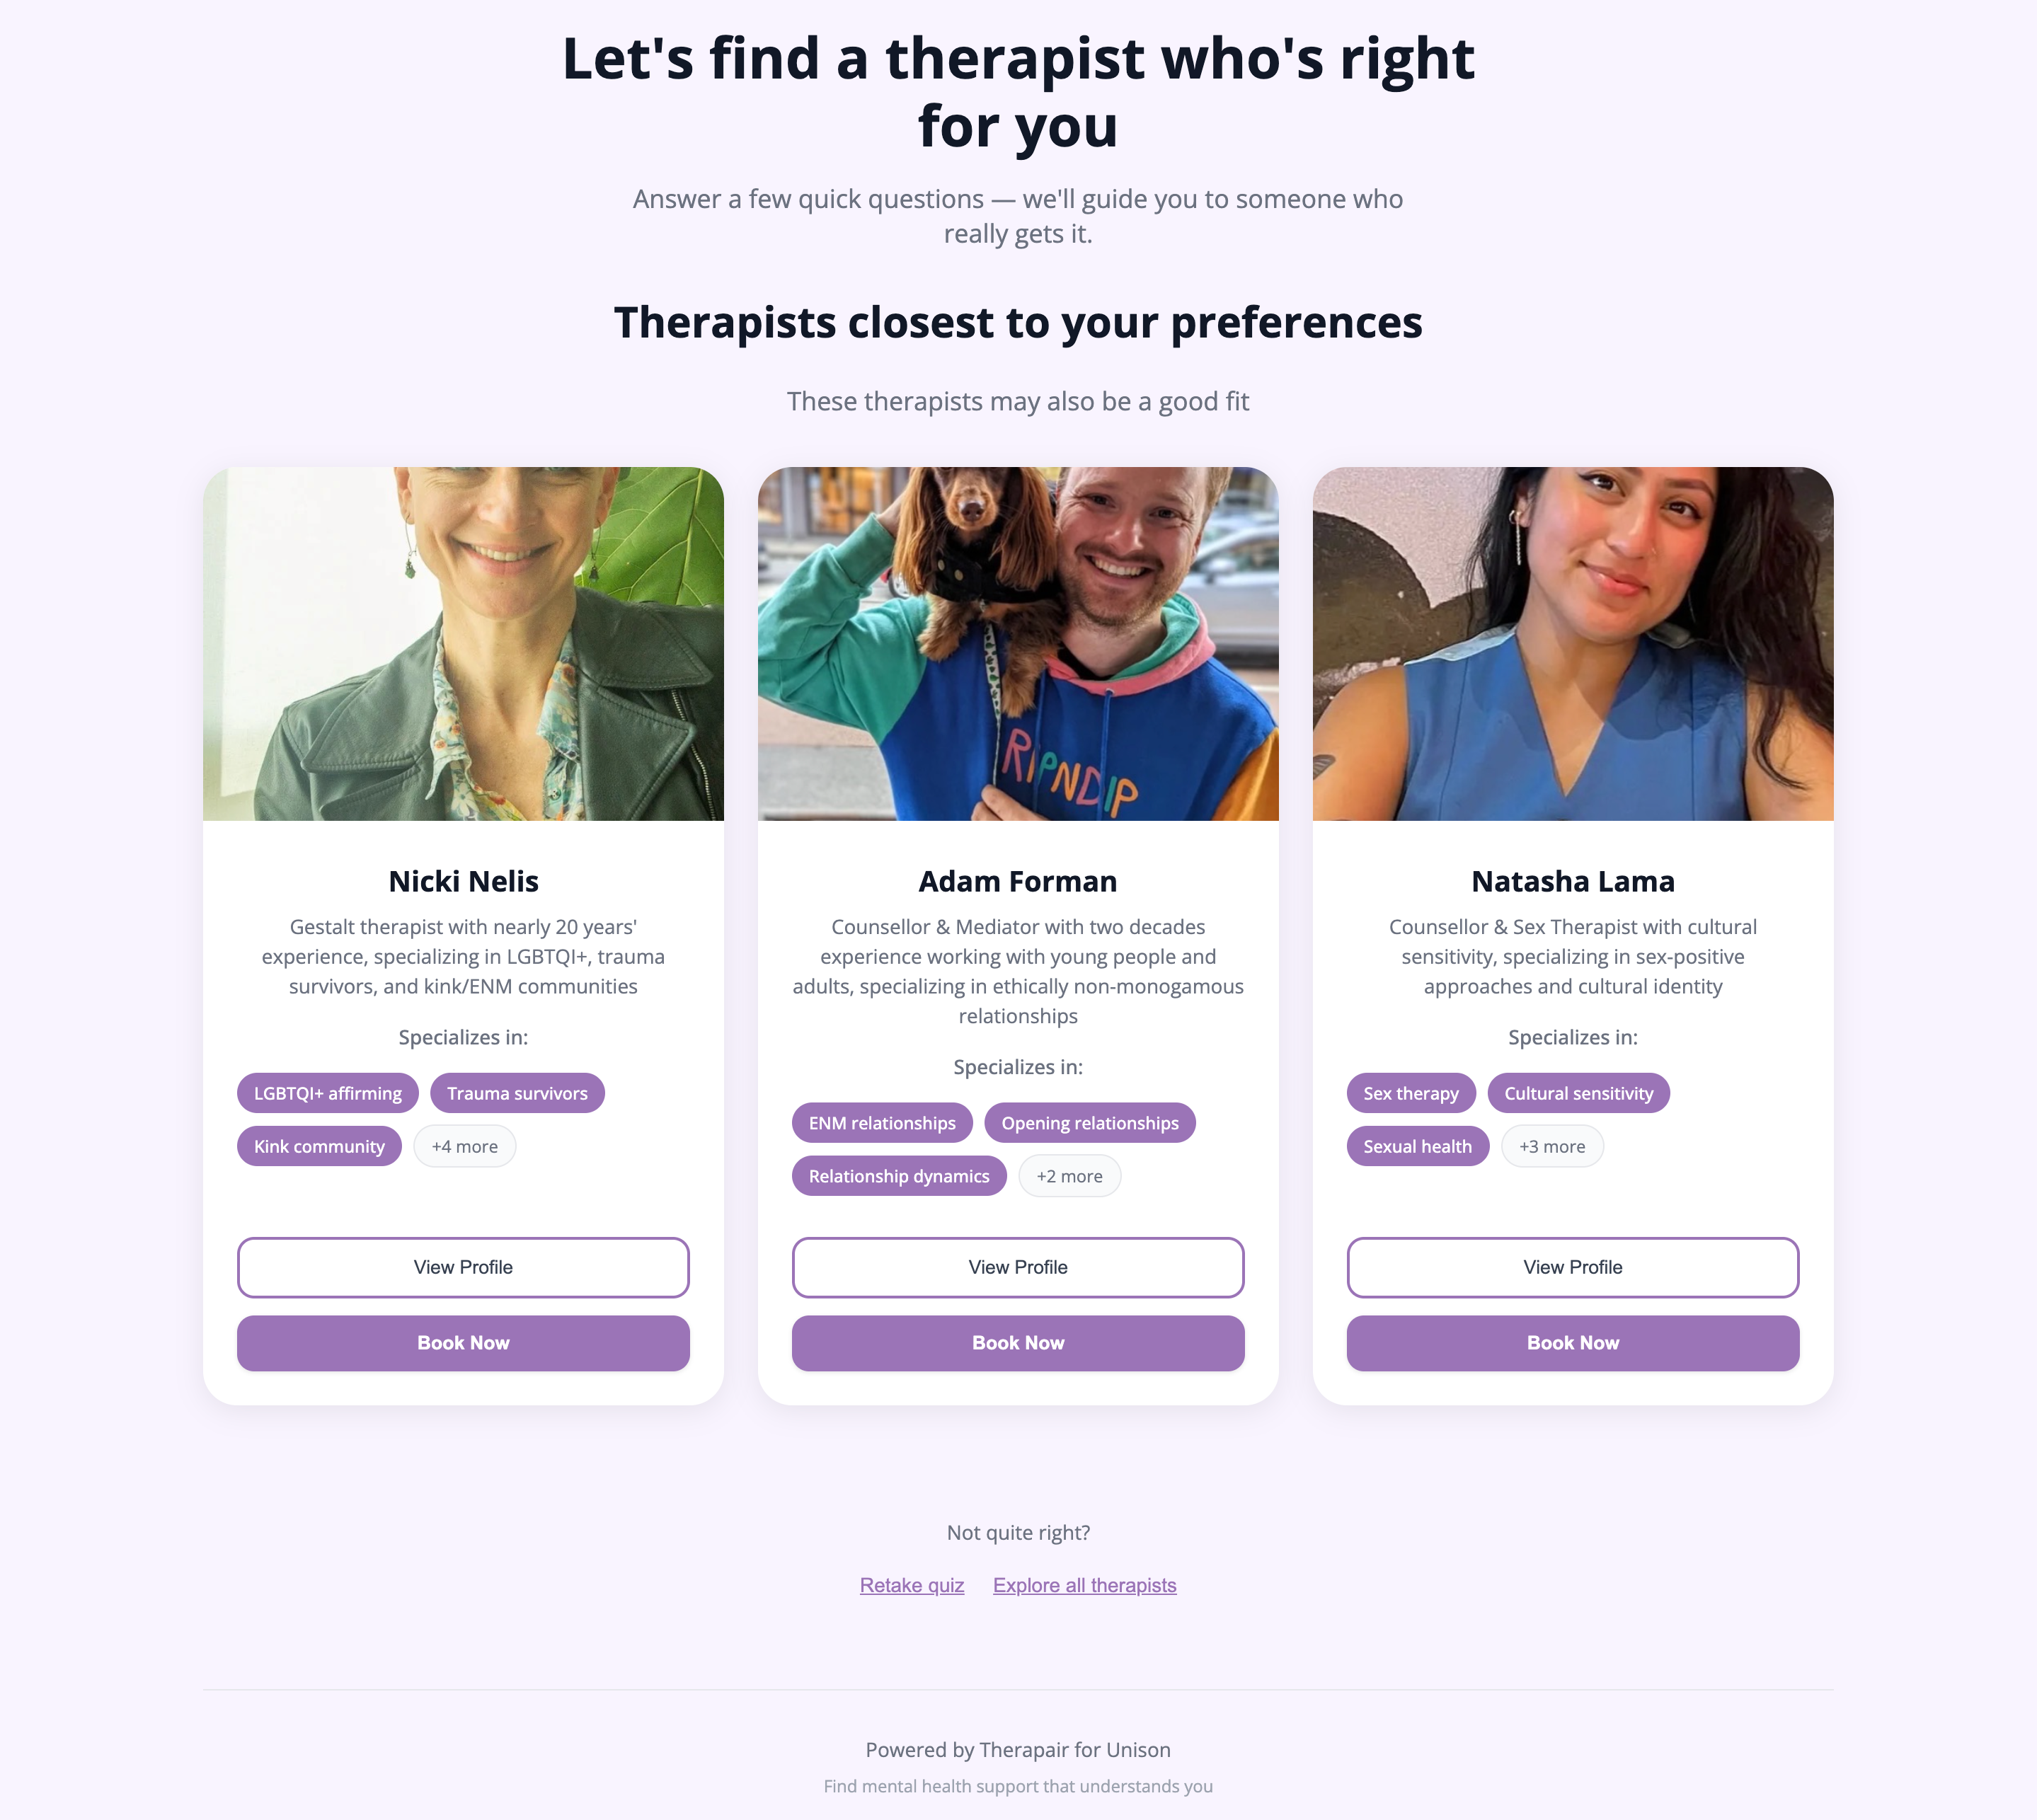 Let's find a therapist who's right
for you
Answer a few quick questions — we'll guide you to someone who
really gets it.
Therapists closest to your preferences
These therapists may also be a good fit
RIPNDIP
Nicki Nelis
Gestalt therapist with nearly 20 years'
experience, specializing in LGBTQI+, trauma
survivors, and kink/ENM communities
Specializes in:
LGBTQI+ affirming
Trauma survivors
Kink community
+4 more
View Profile
Book Now
Adam Forman
Counsellor & Mediator with two decades
experience working with young people and
adults, specializing in ethically non-monogamous
relationships
Specializes in:
ENM relationships
Opening relationships
Relationship dynamics
+2 more
View Profile
Book Now
Natasha Lama
Counsellor & Sex Therapist with cultural
sensitivity, specializing in sex-positive
approaches and cultural identity
Specializes in:
Sex therapy
Cultural sensitivity
Sexual health
+3 more
View Profile
Book Now
Not quite right?
Retake quiz
Explore all therapists
Powered by Therapair for Unison
Find mental health support that understands you